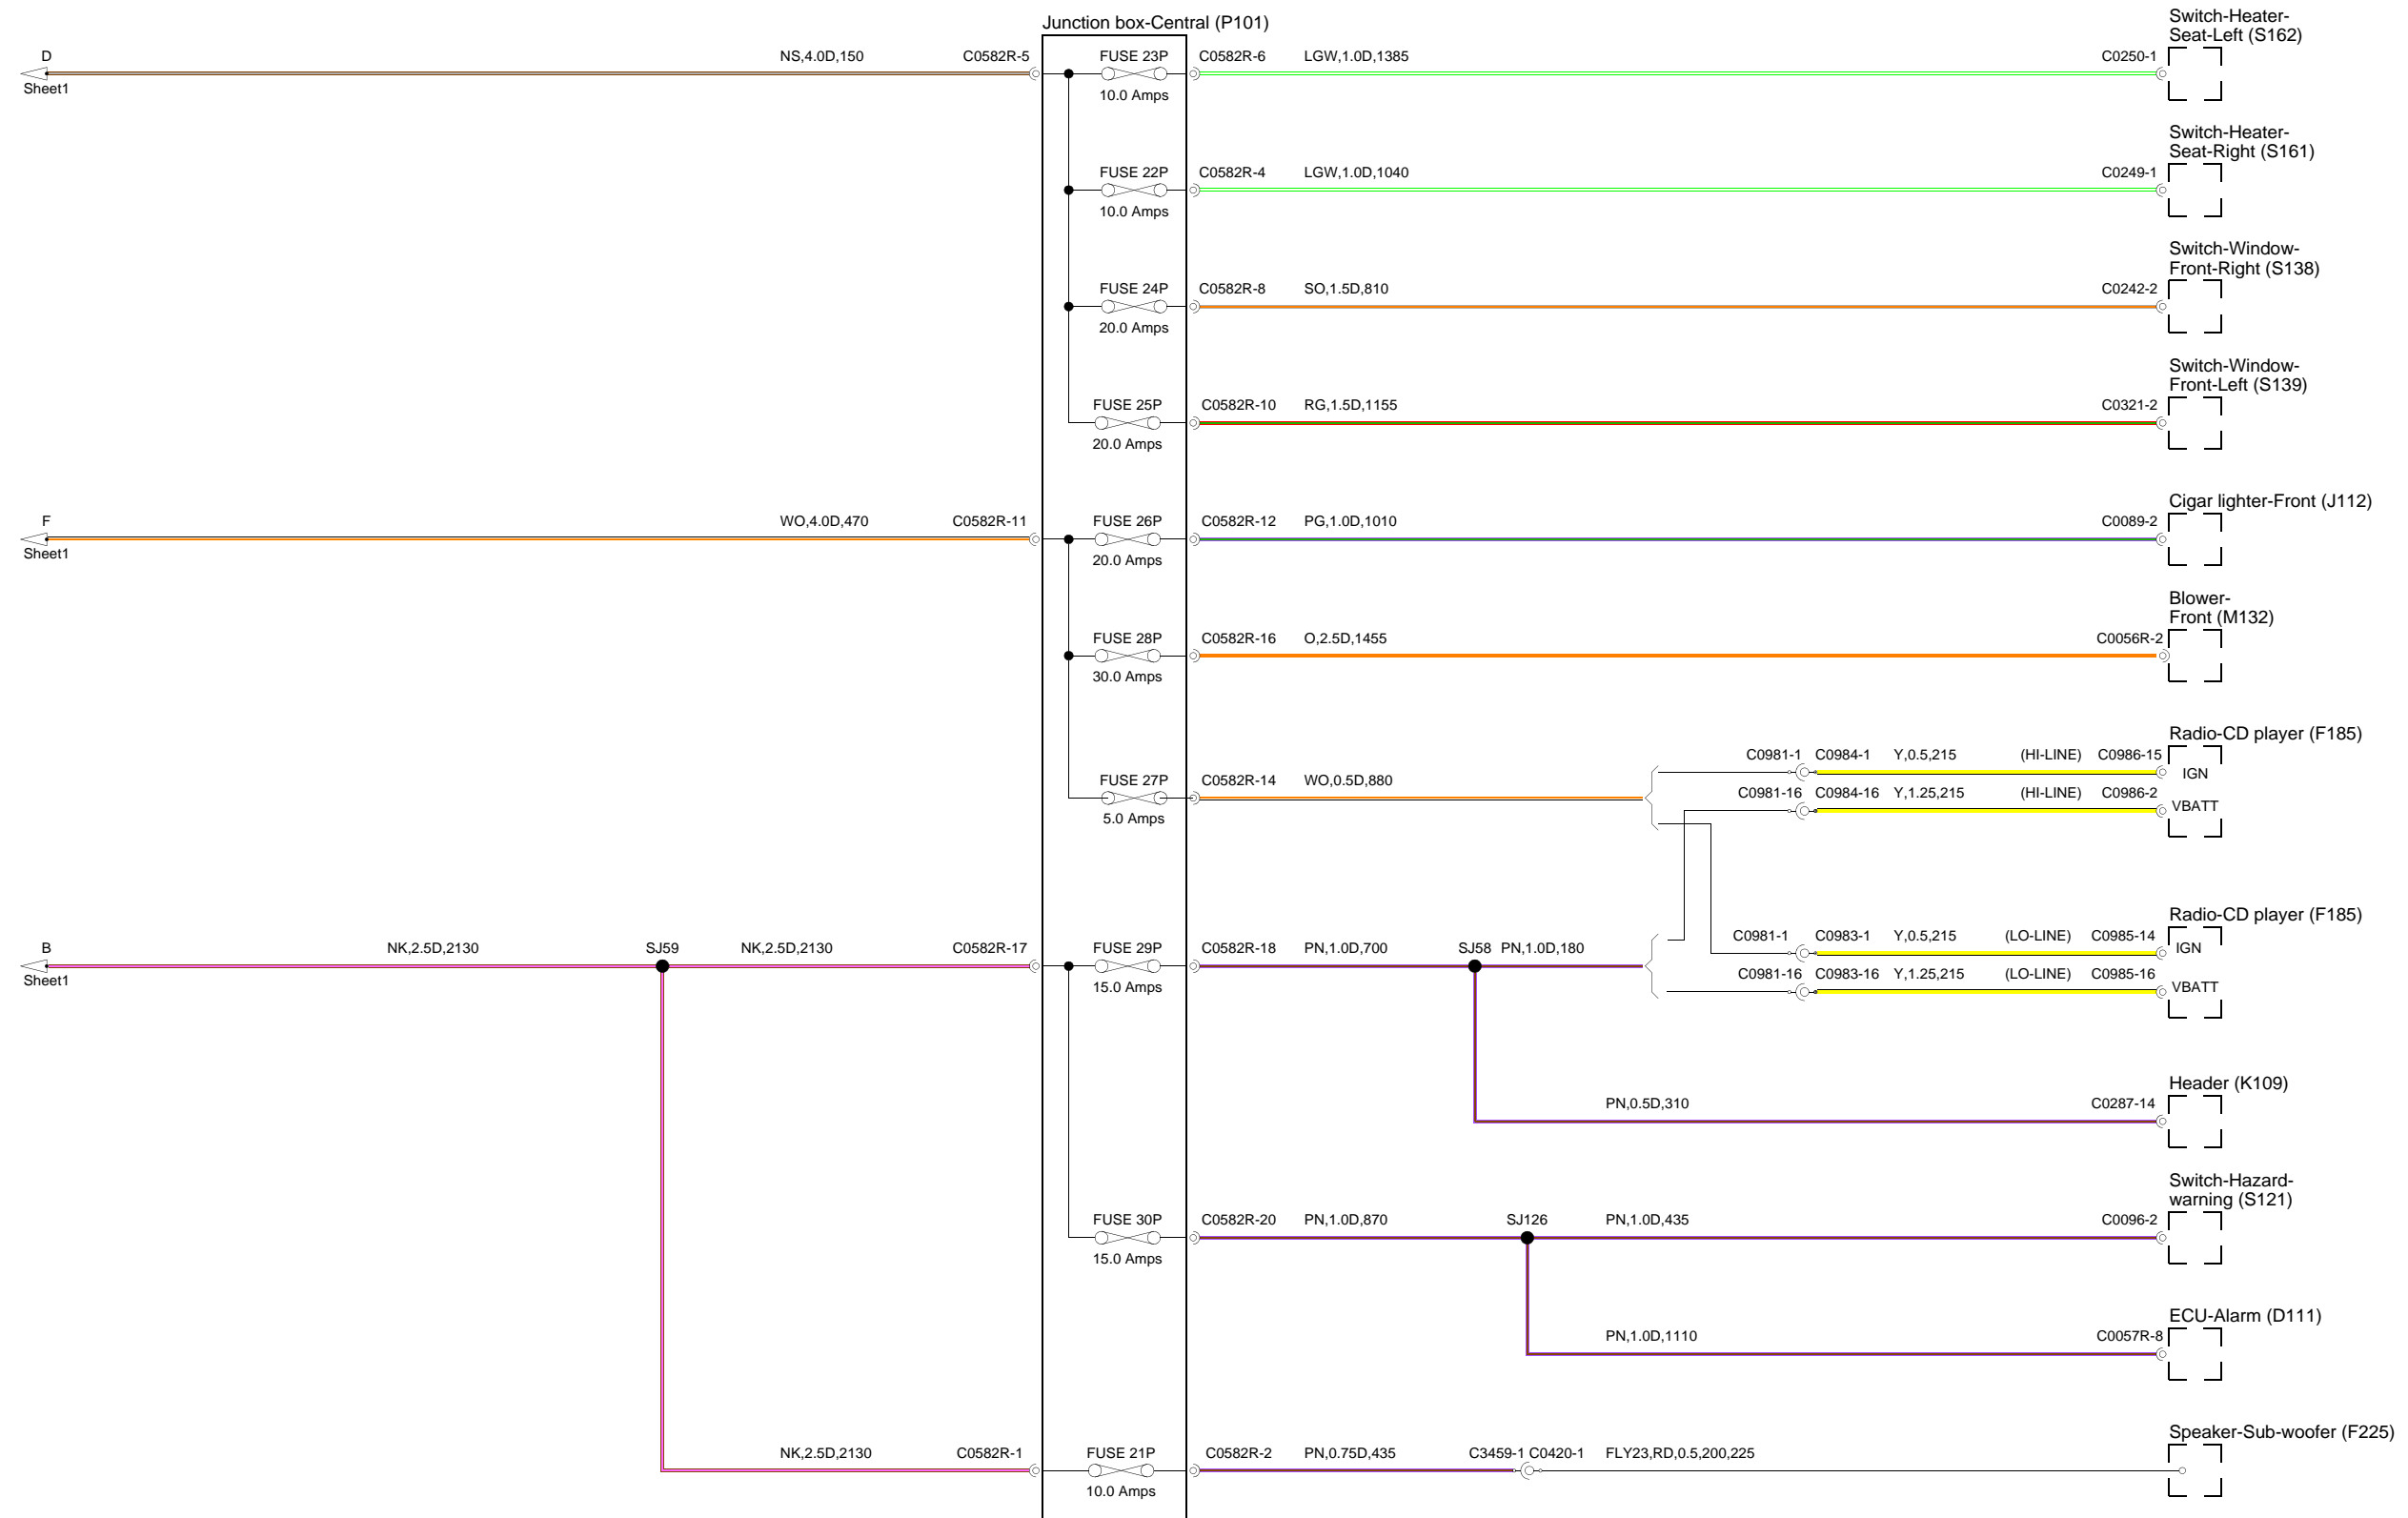 Junction box-Central (P101)
Switch-Heater-
Seat-Left (S162)
D
NS,4.0D,150
C0582R-5
FUSE 23P
C0582R-6
LGW,1.0D,1385
C0250-1
Sheet1
10.0 Amps
Switch-Heater-
Seat-Right (S161)
FUSE 22P
C0582R-4
LGW,1.0D,1040
C0249-1
10.0 Amps
Switch-Window-
Front-Right (S138)
FUSE 24P
C0582R-8
SO,1.5D,810
C0242-2
20.0 Amps
Switch-Window-
Front-Left (S139)
FUSE 25P
C0582R-10
RG,1.5D,1155
C0321-2
20.0 Amps
Cigar lighter-Front (J112)
F
WO,4.0D,470
C0582R-11
FUSE 26P
C0582R-12
PG,1.0D,1010
C0089-2
Sheet1
20.0 Amps
Blower-
Front (M132)
FUSE 28P
C0582R-16
O,2.5D,1455
C0056R-2
30.0 Amps
Radio-CD player (F185)
C0981-1
C0984-1
Y,0.5,215
(HI-LINE)
C0986-15
IGN
FUSE 27P
C0582R-14
WO,0.5D,880
C0981-16
C0984-16
Y,1.25,215
(HI-LINE)
C0986-2
VBATT
5.0 Amps
Radio-CD player (F185)
B
NK,2.5D,2130
SJ59
NK,2.5D,2130
C0582R-17
FUSE 29P
C0582R-18
PN,1.0D,700
SJ58
PN,1.0D,180
C0981-1
C0983-1
Y,0.5,215
(LO-LINE)
C0985-14
IGN
Sheet1
15.0 Amps
C0981-16
C0983-16
Y,1.25,215
(LO-LINE)
C0985-16
VBATT
Header (K109)
PN,0.5D,310
C0287-14
Switch-Hazard-
warning (S121)
FUSE 30P
C0582R-20
PN,1.0D,870
SJ126
PN,1.0D,435
C0096-2
15.0 Amps
ECU-Alarm (D111)
PN,1.0D,1110
C0057R-8
Speaker-Sub-woofer (F225)
NK,2.5D,2130
C0582R-1
FUSE 21P
C0582R-2
PN,0.75D,435
C3459-1
C0420-1
FLY23,RD,0.5,200,225
10.0 Amps